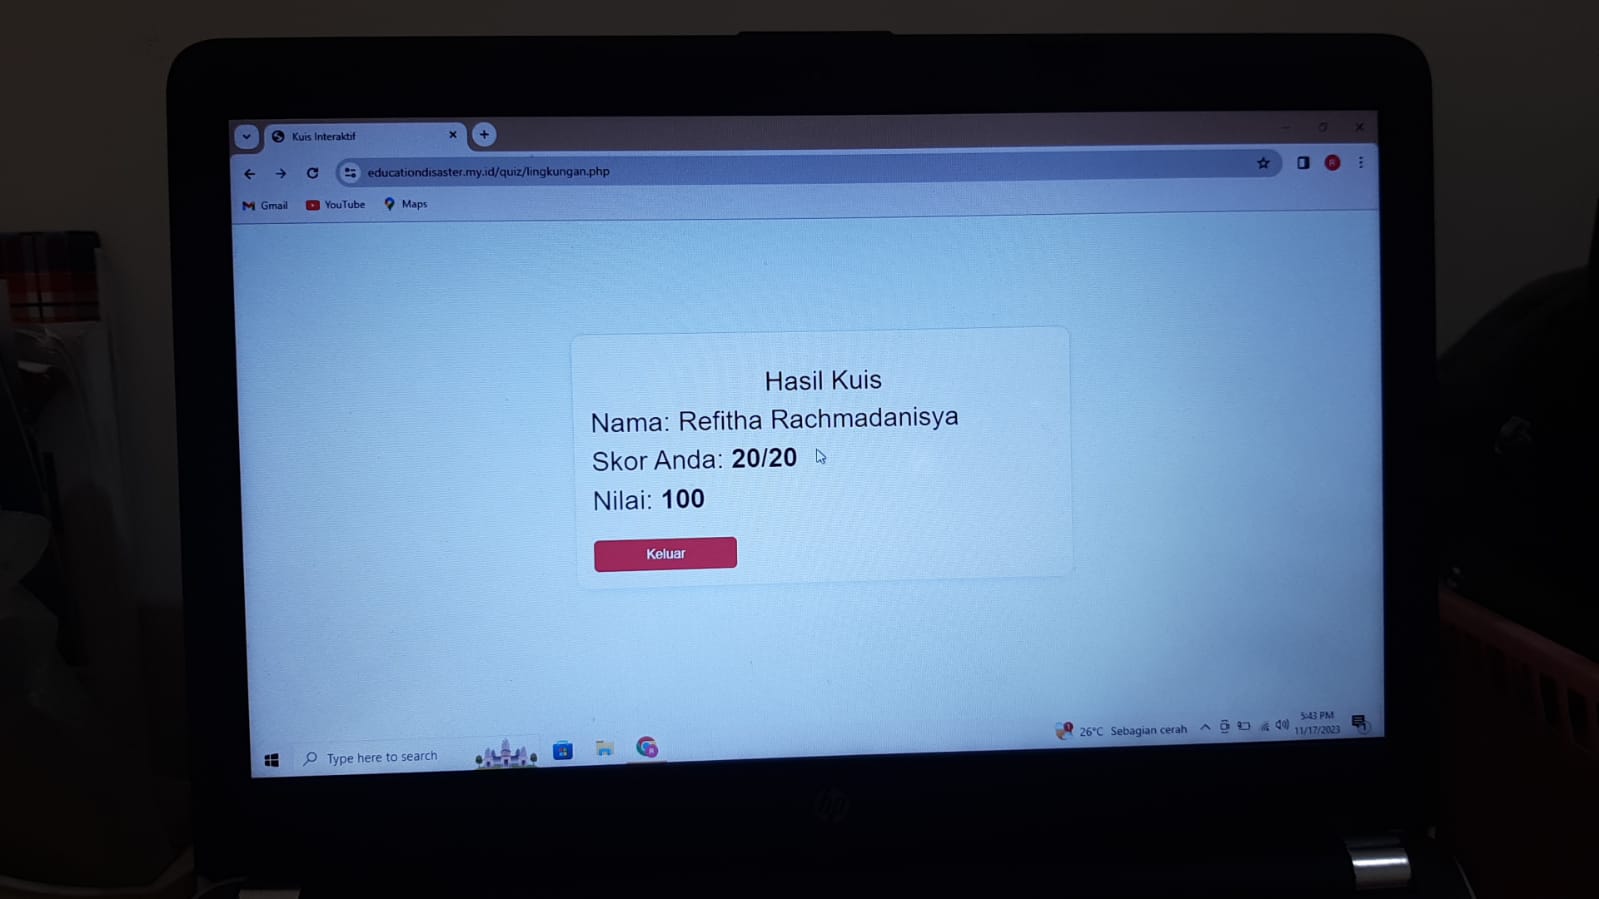 Kuis Interaktif
educationdisaster.my.id/quiz/lingkungan.php
Gmail YouTube Maps
Hasil Kuis
Nama: Refitha Rachmadanisya
Skor Anda: 20/20
Nilai: 100
Keluar
Type here to search
26°C Sebagian cerah
5:43 PM
11/17/2023
hp